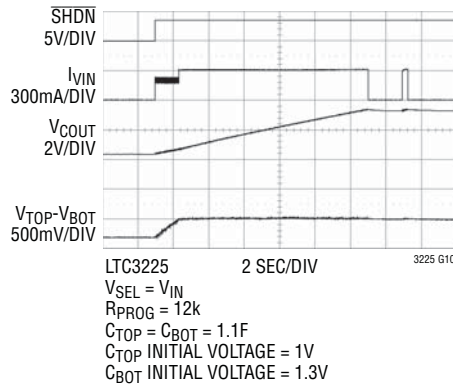 SHDN
5V/DIV
IVIN
300mA/DIV
VCOUT
2V/DIV
VTOP-VBOT
500mV/DIV
LTC3225 2 SEC/DIV 3225 G10
VSEL = VIN
RPROG = 12k
CTOP = CBOT = 1.1F
CTOP INITIAL VOLTAGE = 1V
CBOT INITIAL VOLTAGE = 1.3V